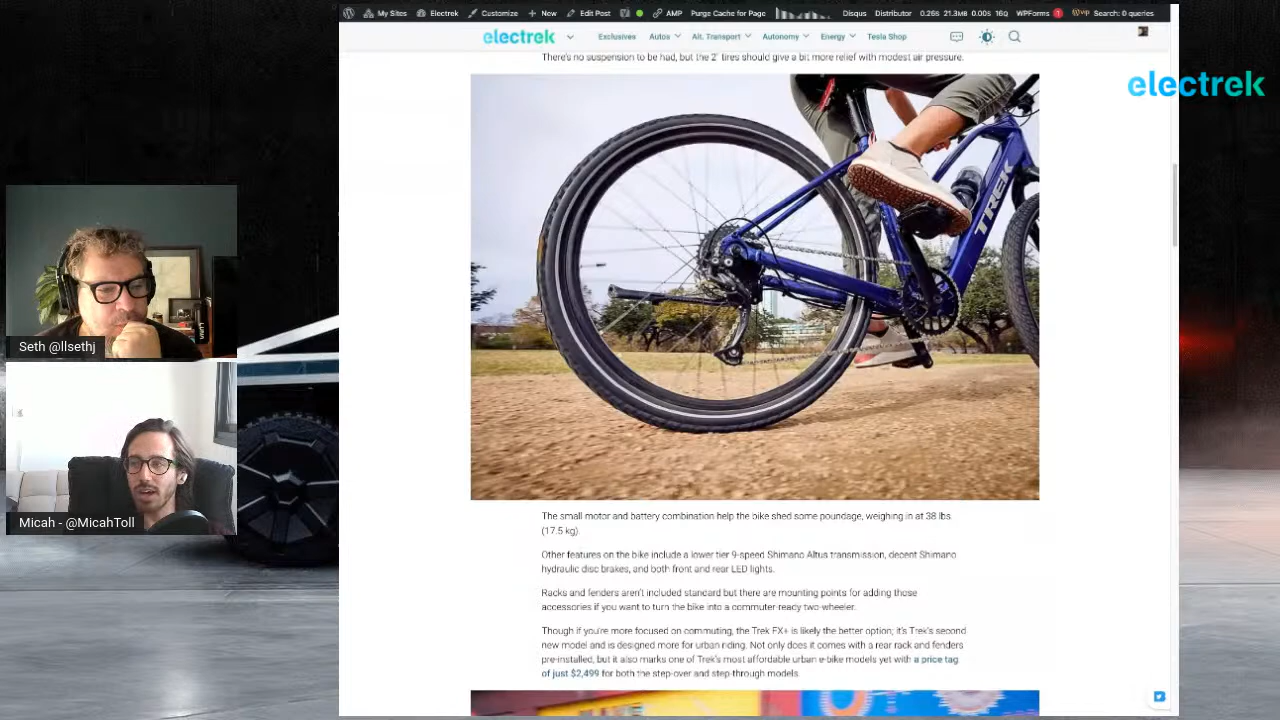 My Sites Electrek Customize New Edit Post AMP Purge Cache for Page Disqus Distributor 0.26s 21.3MB 0.00s 16Q WPForms 1 vip Search: 0 queries
electrek Exclusives Autos Alt. Transport Autonomy Energy Tesla Shop
There's no suspension to be had, but the 2" tires should give a bit more relief with modest air pressure.
electrek
TREK
Seth @llsethj
Micah - @MicahToll
The small motor and battery combination help the bike shed some poundage, weighing in at 38 lbs
(17.5 kg).
Other features on the bike include a lower tier 9-speed Shimano Altus transmission, decent Shimano
hydraulic disc brakes, and both front and rear LED lights.
Racks and fenders aren't included standard but there are mounting points for adding those
accessories if you want to turn the bike into a commuter-ready two-wheeler.
Though if you're more focused on commuting, the Trek FX+ is likely the better option; it's Trek's second
new model and is designed more for urban riding. Not only does it comes with a rear rack and fenders
pre-installed, but it also marks one of Trek's most affordable urban e-bike models yet with a price tag
of just $2,499 for both the step-over and step-through models.